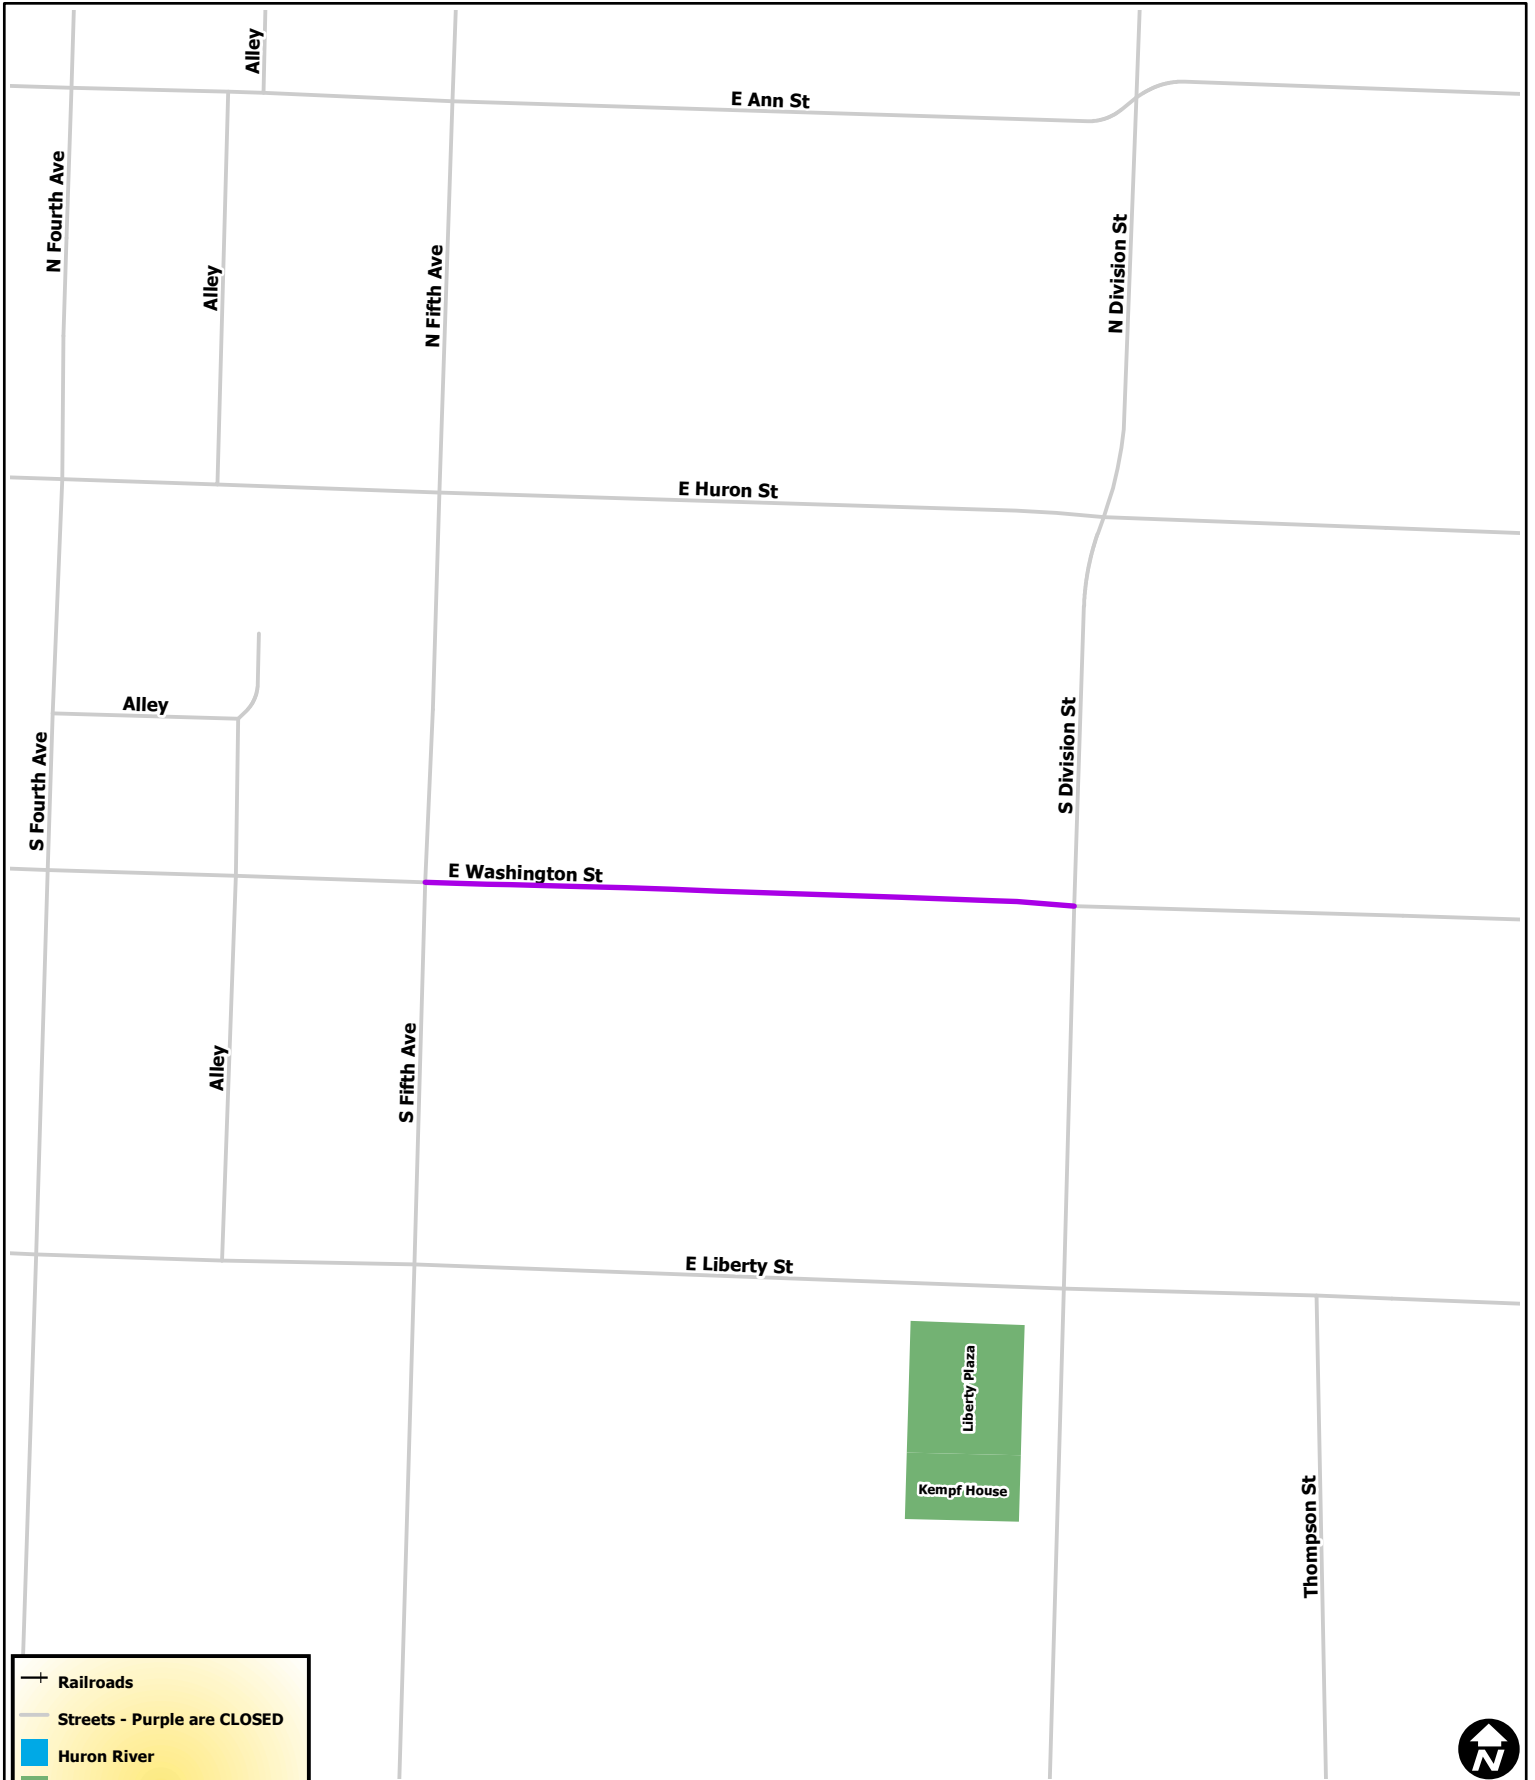 Alley
E Ann St
N Fourth Ave
Alley
N Fifth Ave
N Division St
E Huron St
Alley
S Fourth Ave
S Division St
E Washington St
Alley
S Fifth Ave
E Liberty St
Liberty Plaza
Kempf House
Thompson St
Railroads
Streets - Purple are CLOSED
Huron River
N